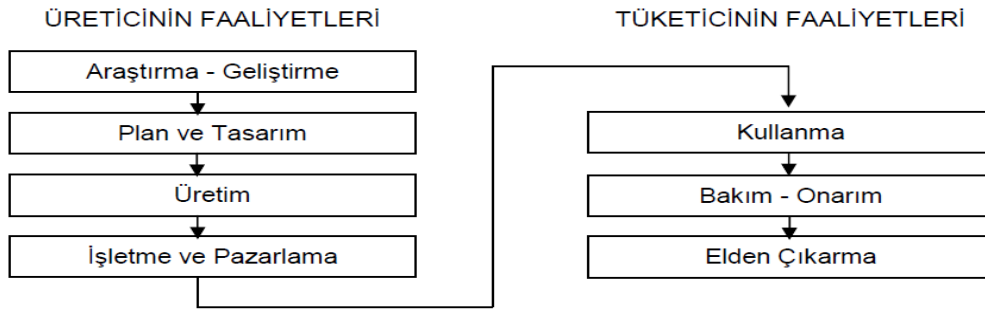 ÜRETİCİNİN FAALİYETLERİ
Araştırma - Geliştirme
Plan ve Tasarım
Üretim
İşletme ve Pazarlama
TÜKETİCİNİN FAALİYETLERİ
Kullanma
Bakım - Onarım
Elden Çıkarma